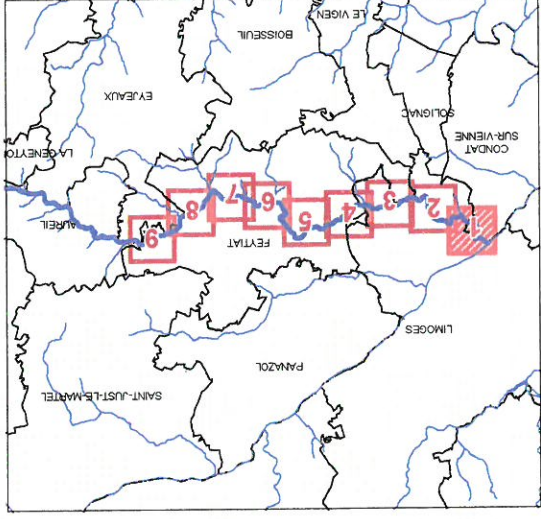 SAINT-JUST-LE-MARTEL
PANAZOL
LIMOGES
FEYTIAT
AUREIL
1
2
3
4
5
6
7
8
9
LA-GENEYTO
CONDAT
SUR-VIENNE
SOLIGNAC
EYJEAUX
BOISSEUIL
LE VIGEN